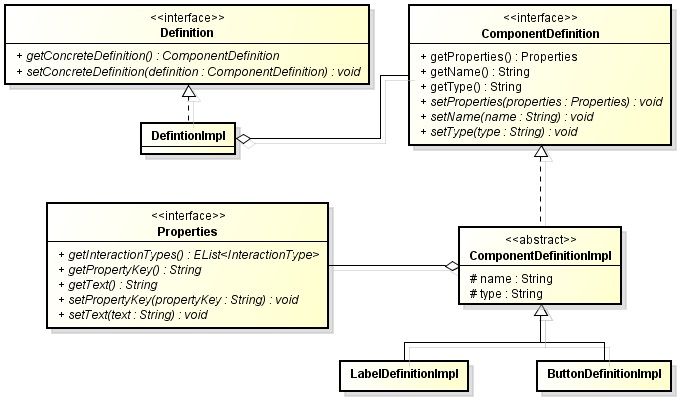 <<interface>>
Definition
+ getConcreteDefinition() : ComponentDefinition
+ setConcreteDefinition(definition : ComponentDefinition) : void
<<interface>>
ComponentDefinition
+ getProperties() : Properties
+ getName() : String
+ getType() : String
+ setProperties(properties : Properties) : void
+ setName(name : String) : void
+ setType(type : String) : void
DefintionImpl
<<interface>>
Properties
+ getInteractionTypes() : EList<InteractionType>
+ getPropertyKey() : String
+ getText() : String
+ setPropertyKey(propertyKey : String) : void
+ setText(text : String) : void
<<abstract>>
ComponentDefinitionImpl
# name : String
# type : String
LabelDefinitionImpl
ButtonDefinitionImpl